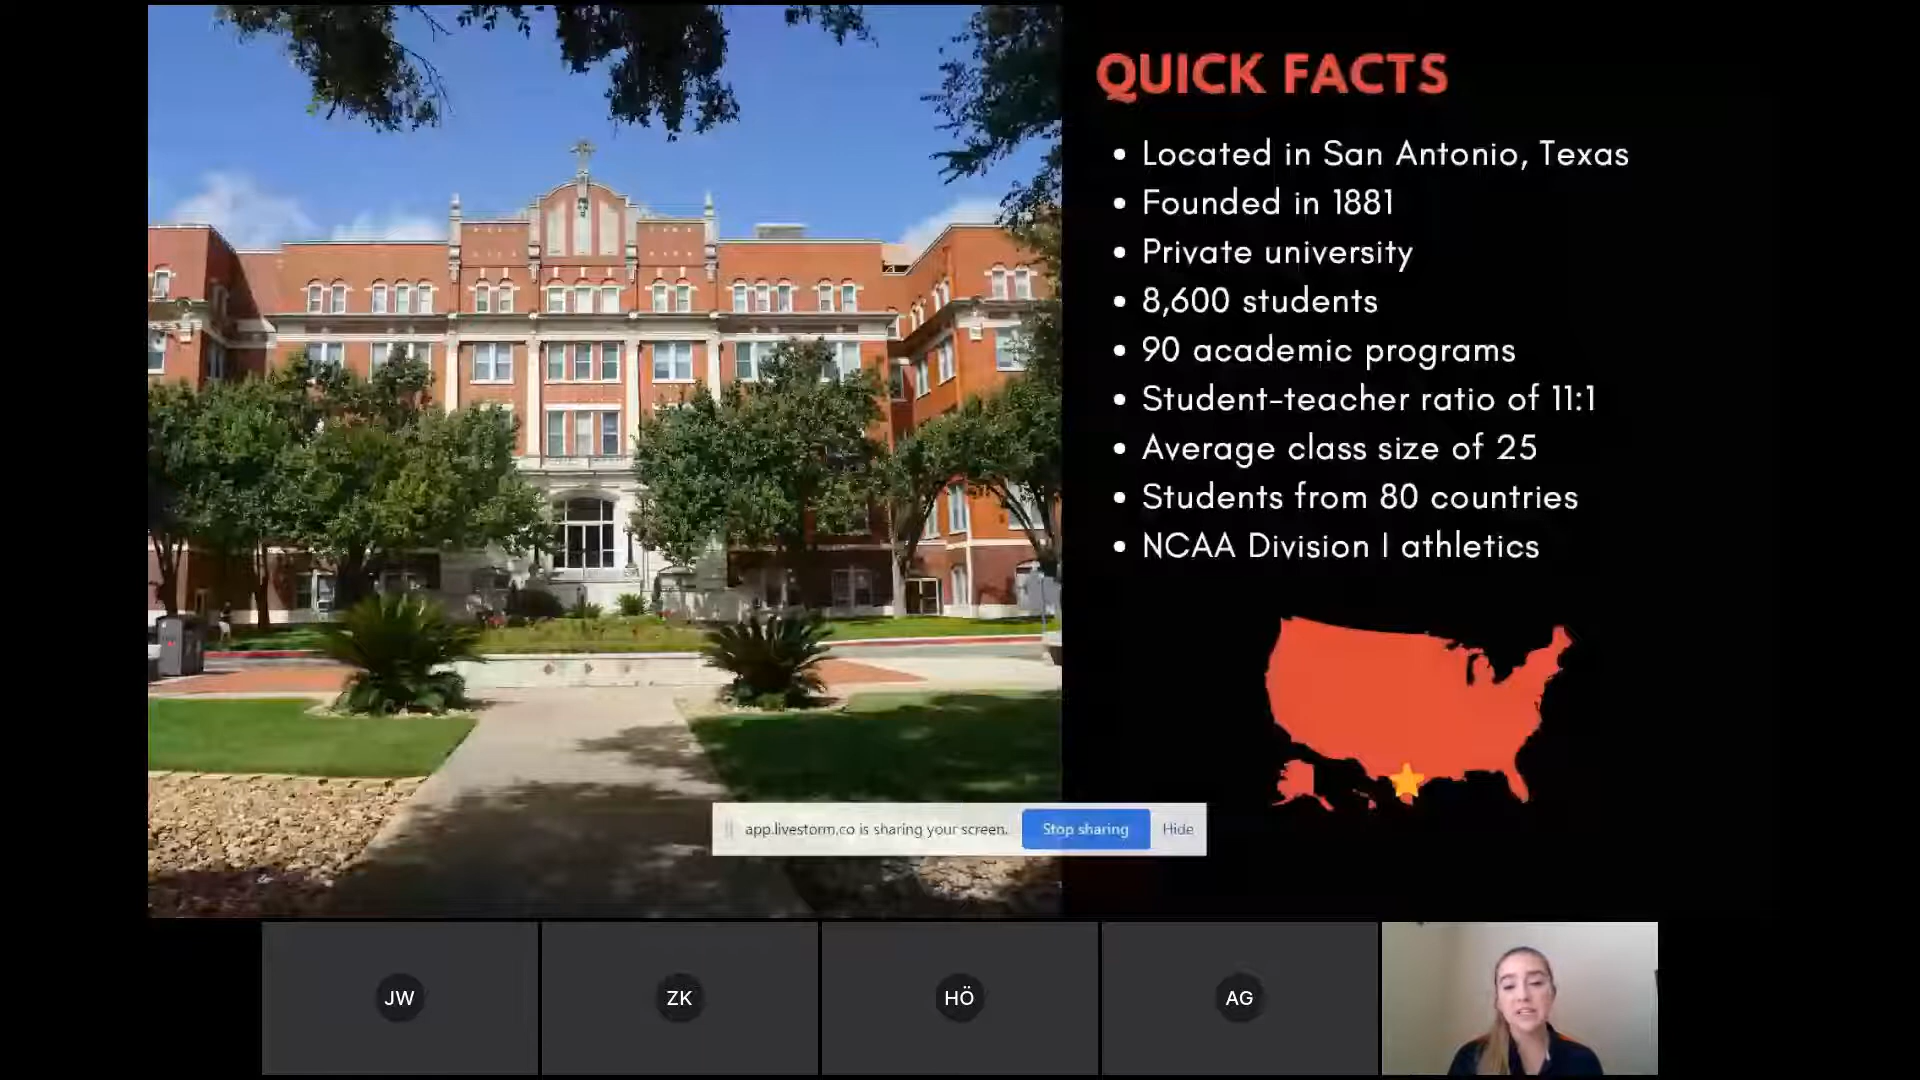 QUICK FACTS
Located in San Antonio, Texas
Founded in 1881
Private university
8,600 students
90 academic programs
Student-teacher ratio of 11:1
Average class size of 25
Students from 80 countries
NCAA Division I athletics
app.livestorm.co is sharing your screen. Stop sharing Hide
JW ZK HÖ AG